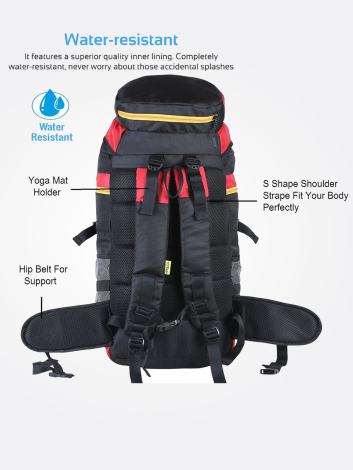 Water-resistant
It features a superior quality inner lining. Completely
water-resistant, never worry about those accidental splashes
Water
Resistant
Yoga Mat
Holder
S Shape Shoulder
Strape Fit Your Body
Perfectly
Hip Belt For
Support